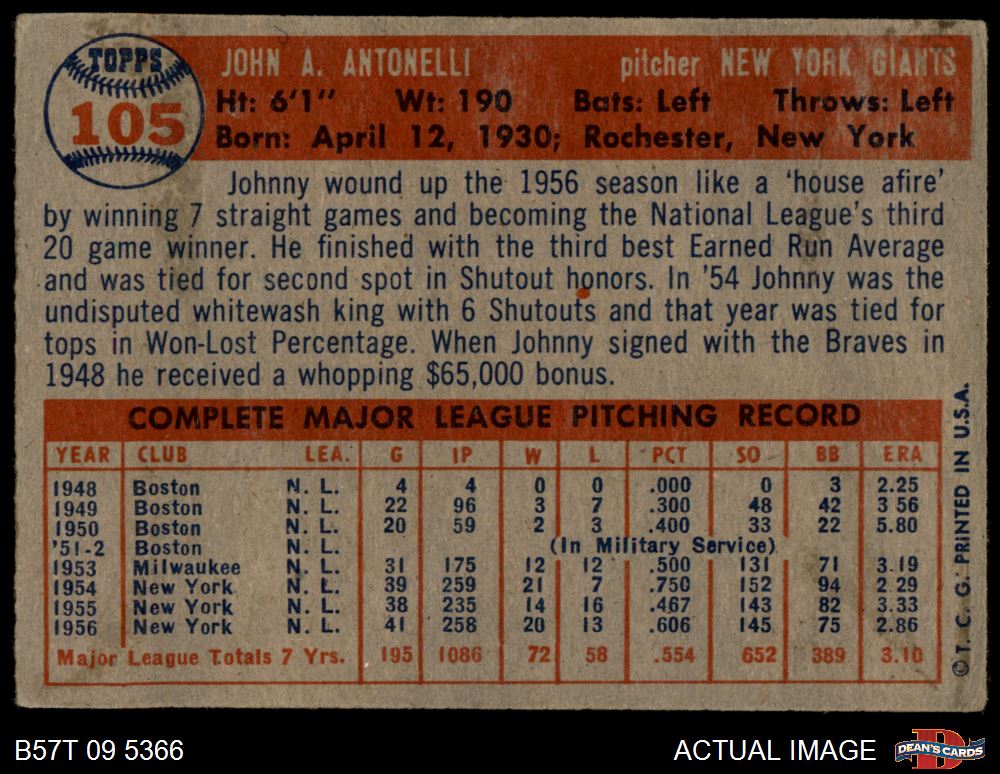 TOPPS
105
JOHN A. ANTONELLI pitcher NEW YORK GIANTS
Ht: 6'1" Wt: 190 Bats: Left Throws: Left
Born: April 12, 1930; Rochester, New York
Johnny wound up the 1956 season like a 'house afire'
by winning 7 straight games and becoming the National League's third
20 game winner. He finished with the third best Earned Run Average
and was tied for second spot in Shutout honors. In '54 Johnny was the
undisputed whitewash king with 6 Shutouts and that year was tied for
tops in Won-Lost Percentage. When Johnny signed with the Braves in
1948 he received a whopping $65,000 bonus.
COMPLETE MAJOR LEAGUE PITCHING RECORD
YEAR CLUB LEA. G IP W L PCT SO BB ERA
1948 Boston N. L. 4 4 0 0 .000 0 3 2.25
1949 Boston N. L. 22 96 3 7 .300 48 42 3 56
1950 Boston N. L. 20 59 2 3 .400 33 22 5.80
'51-2 Boston N. L. (In Military Service)
1953 Milwaukee N. L. 31 175 12 12 .500 131 71 3.19
1954 New York N. L. 39 259 21 7 .750 152 94 2.29
1955 New York N. L. 38 235 14 16 .467 143 82 3.33
1956 New York N. L. 41 258 20 13 .606 145 75 2.86
Major League Totals 7 Yrs. 195 1086 72 58 .554 652 389 3.10
© T. C. G. PRINTED IN U.S.A.
B57T 09 5366 ACTUAL IMAGE DEAN'S CARDS